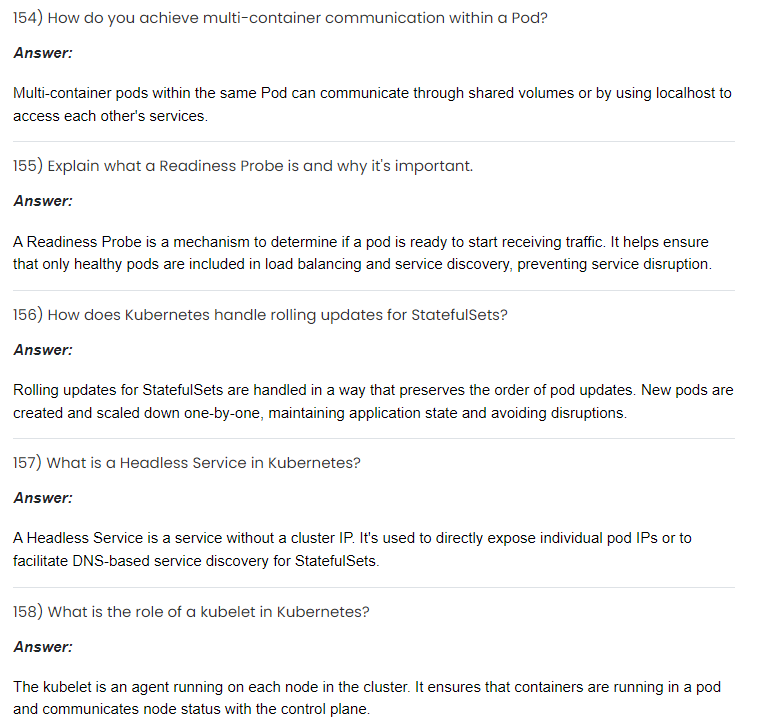 154) How do you achieve multi-container communication within a Pod?
Answer:
Multi-container pods within the same Pod can communicate through shared volumes or by using localhost to
access each other's services.
155) Explain what a Readiness Probe is and why it's important.
Answer:
A Readiness Probe is a mechanism to determine if a pod is ready to start receiving traffic. It helps ensure
that only healthy pods are included in load balancing and service discovery, preventing service disruption.
156) How does Kubernetes handle rolling updates for StatefulSets?
Answer:
Rolling updates for StatefulSets are handled in a way that preserves the order of pod updates. New pods are
created and scaled down one-by-one, maintaining application state and avoiding disruptions.
157) What is a Headless Service in Kubernetes?
Answer:
A Headless Service is a service without a cluster IP. It's used to directly expose individual pod IPs or to
facilitate DNS-based service discovery for StatefulSets.
158) What is the role of a kubelet in Kubernetes?
Answer:
The kubelet is an agent running on each node in the cluster. It ensures that containers are running in a pod
and communicates node status with the control plane.